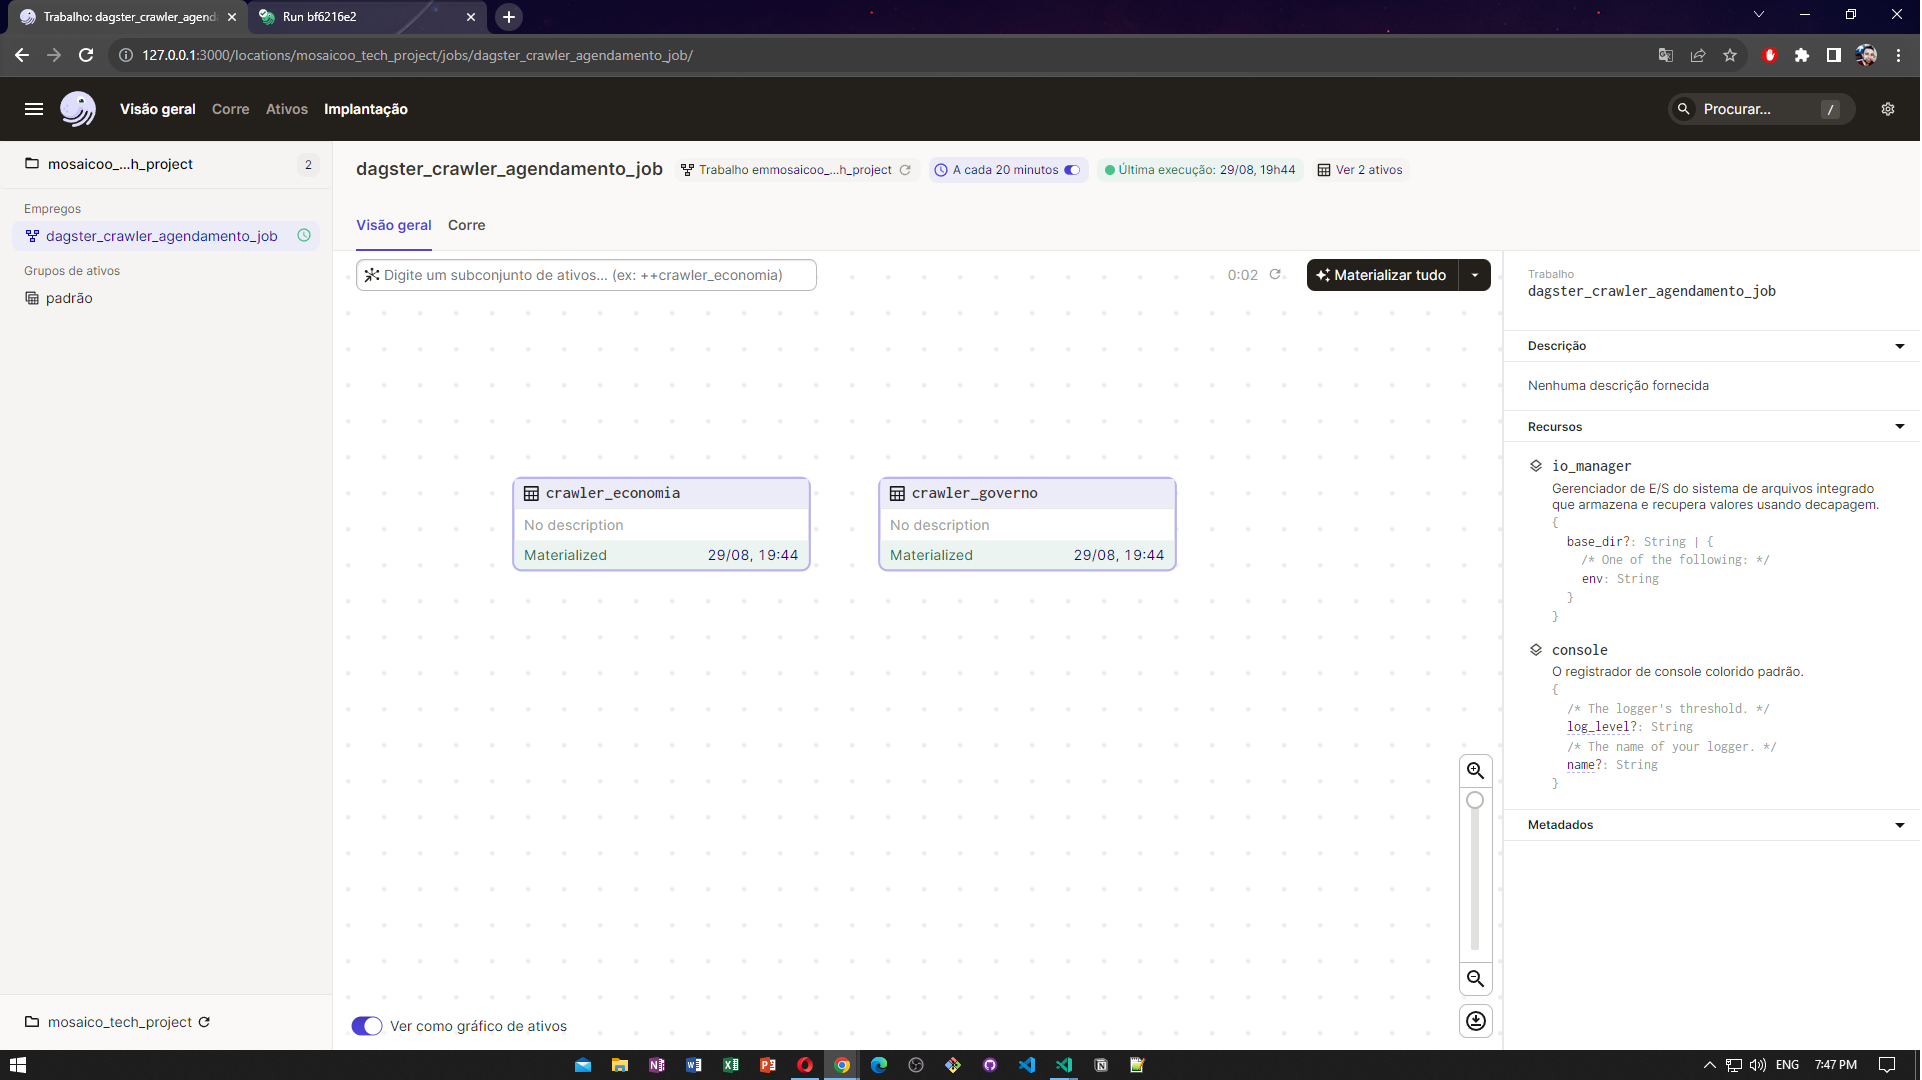 Trabalho: dagster_crawler_agend
Run bf6216e2
127.0.0.1:3000/locations/mosaicoo_tech_project/jobs/dagster_crawler_agendamento_job/
Visão geral Corre Ativos Implantação
Procurar... /
mosaicoo_...h_project 2
Empregos
dagster_crawler_agendamento_job
Grupos de ativos
padrão
mosaico_tech_project
dagster_crawler_agendamento_job Trabalho emmosaicoo_...h_project A cada 20 minutos Última execução: 29/08, 19h44 Ver 2 ativos
Visão geral Corre
Digite um subconjunto de ativos... (ex: ++crawler_economia)
0:02 Materializar tudo
crawler_economia
No description
Materialized 29/08, 19:44
crawler_governo
No description
Materialized 29/08, 19:44
Ver como gráfico de ativos
Trabalho
dagster_crawler_agendamento_job
Descrição
Nenhuma descrição fornecida
Recursos
io_manager
Gerenciador de E/S do sistema de arquivos integrado
que armazena e recupera valores usando decapagem.
{
base_dir?: String | {
/* One of the following: */
env: String
}
}
console
O registrador de console colorido padrão.
{
/* The logger's threshold. */
log_level?: String
/* The name of your logger. */
name?: String
}
Metadados
ENG 7:47 PM